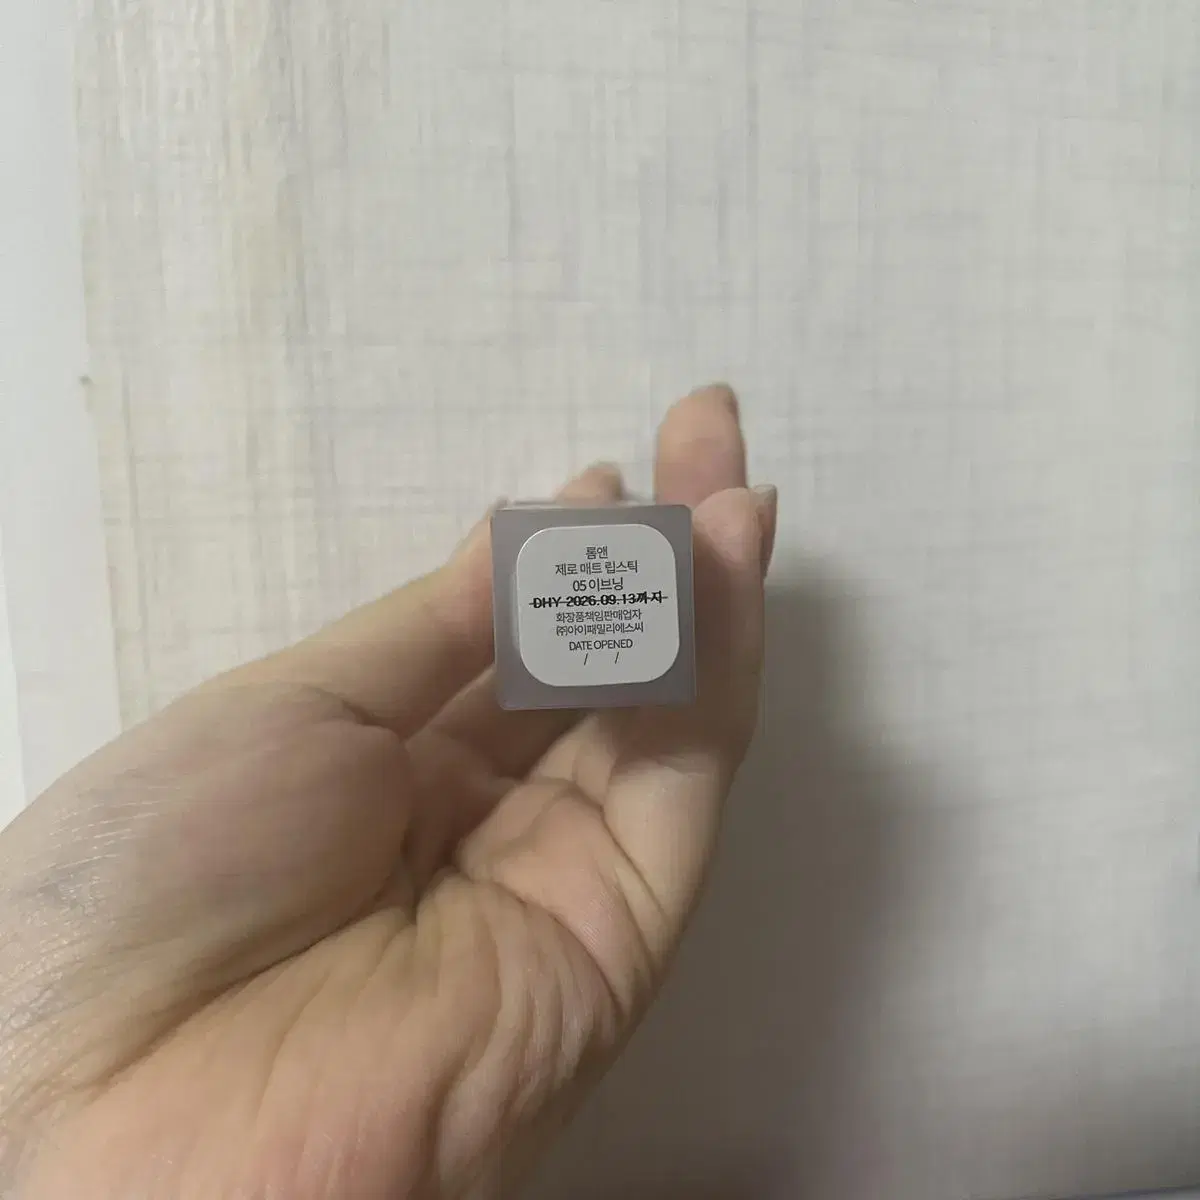 롬앤
제로 매트 립스틱
05 이브닝
DHY 2026.09.13까지
화장품책임판매업자
㈜아이패밀리에스씨
DATE OPENED
/ /